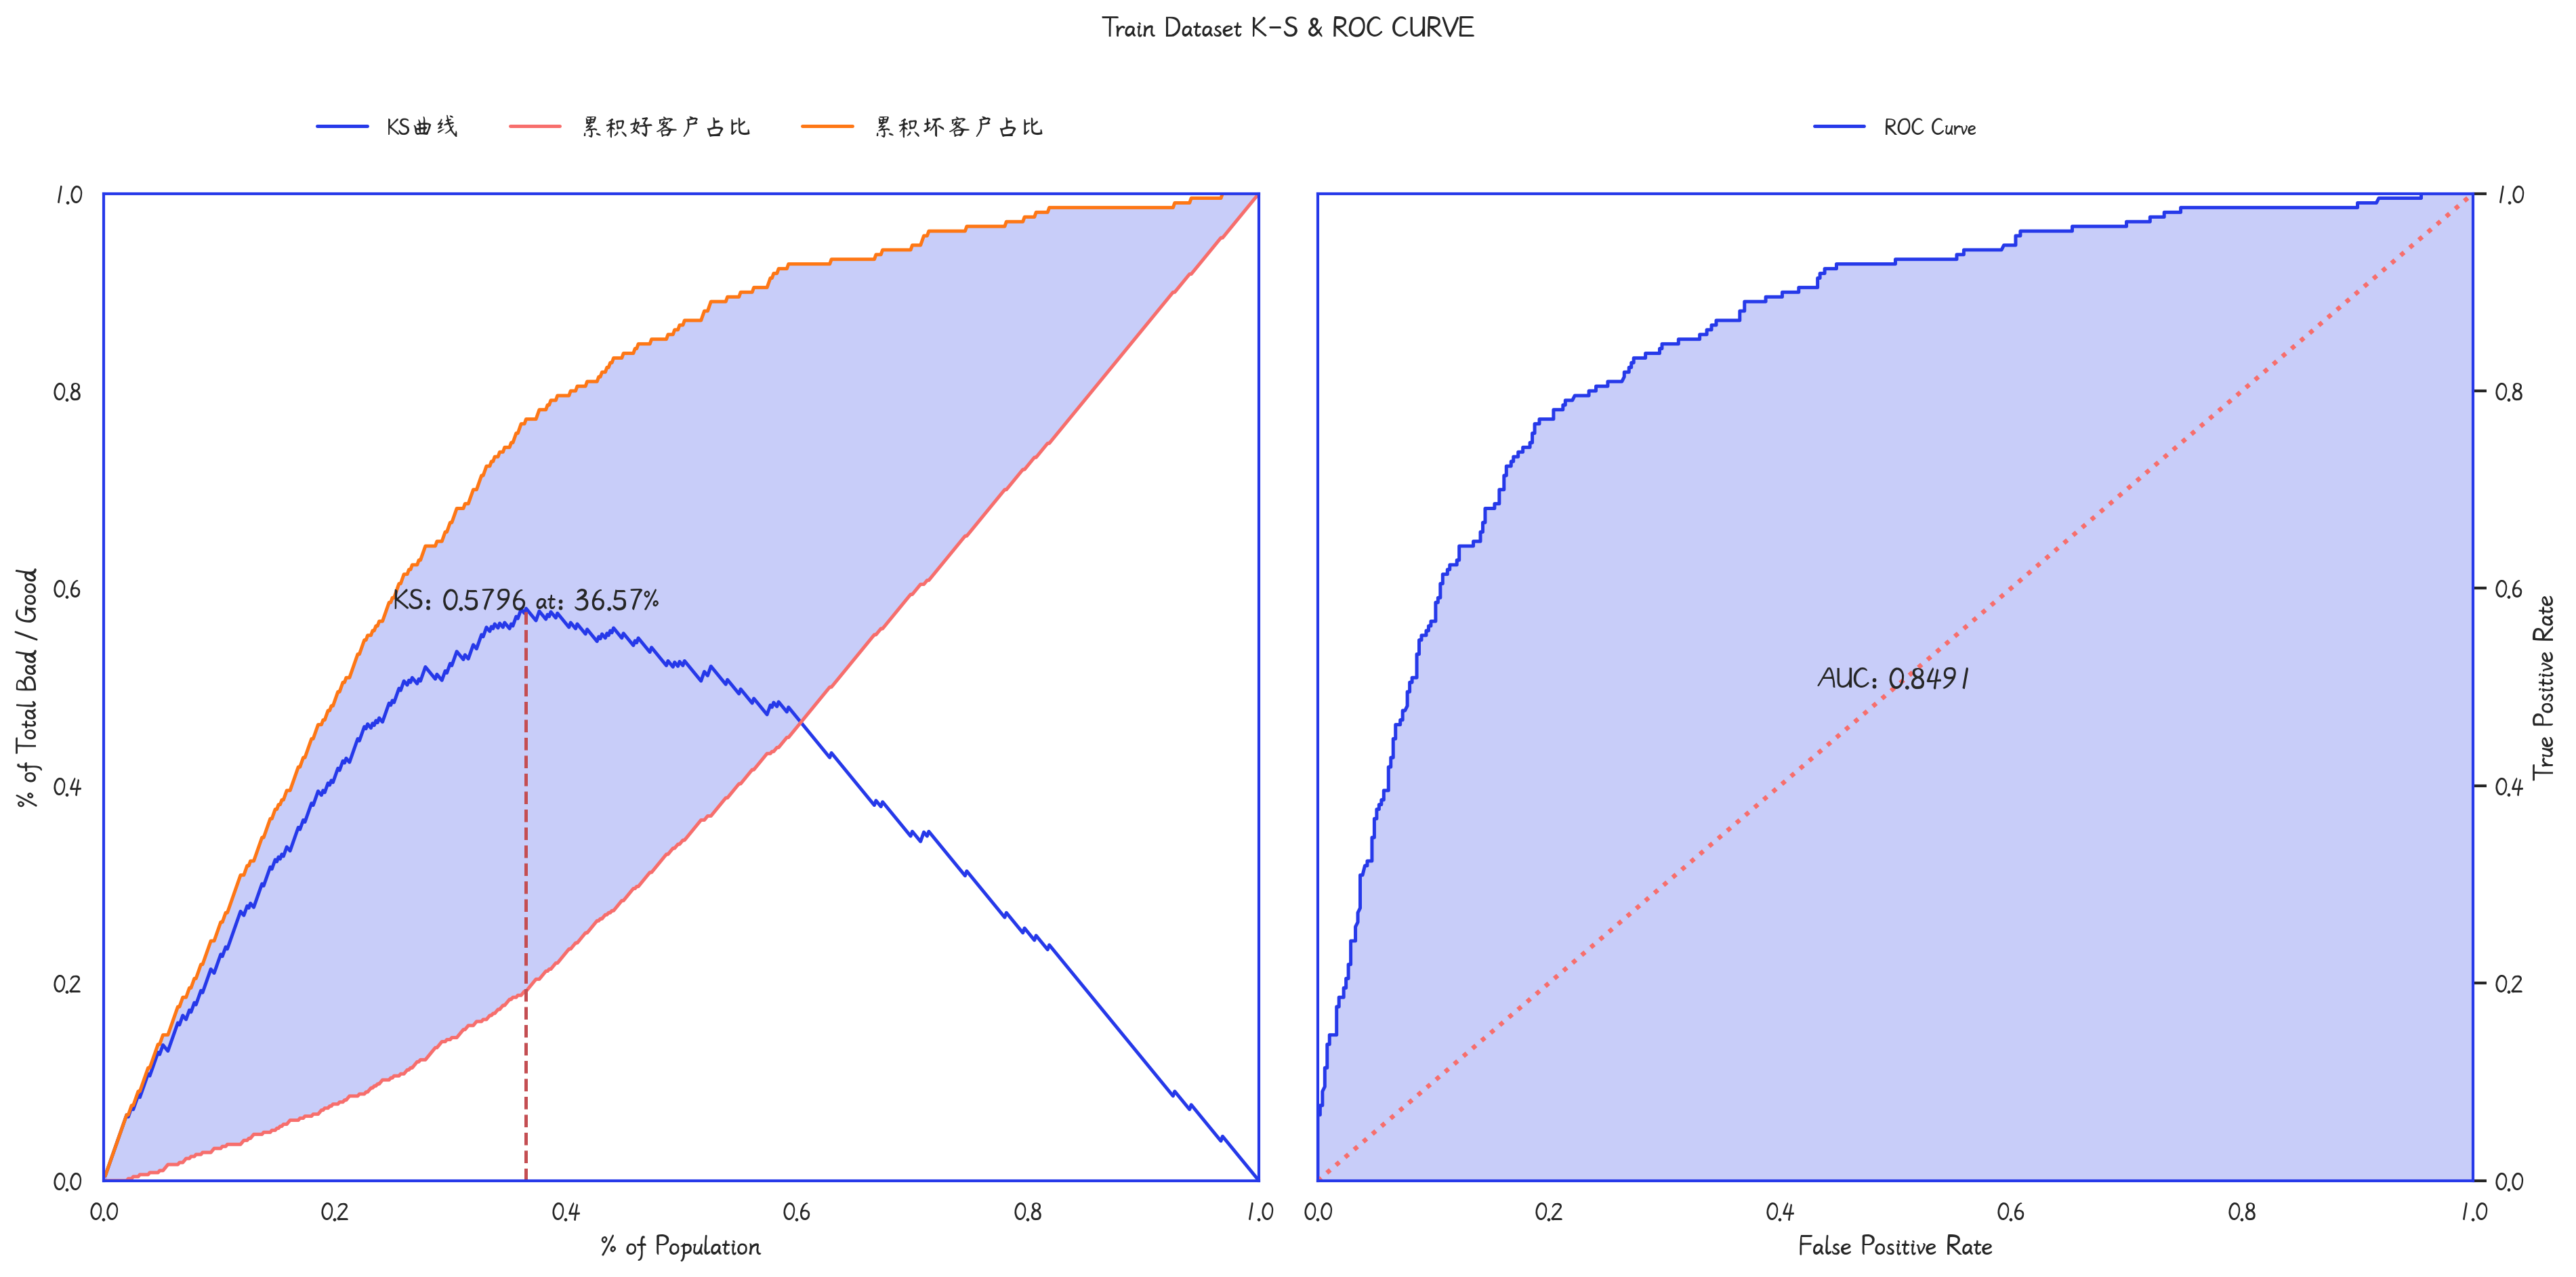 Train Dataset K-S & ROC CURVE
KS曲线 累积好客户占比 累积坏客户占比
ROC Curve
1.0
0.8
0.6
0.4
0.2
0.0
% of Total Bad / Good
KS: 0.5796 at: 36.57%
0.0 0.2 0.4 0.6 0.8 1.0
% of Population
AUC: 0.8491
0.0 0.2 0.4 0.6 0.8 1.0
False Positive Rate
1.0
0.8
0.6
0.4
0.2
0.0
True Positive Rate